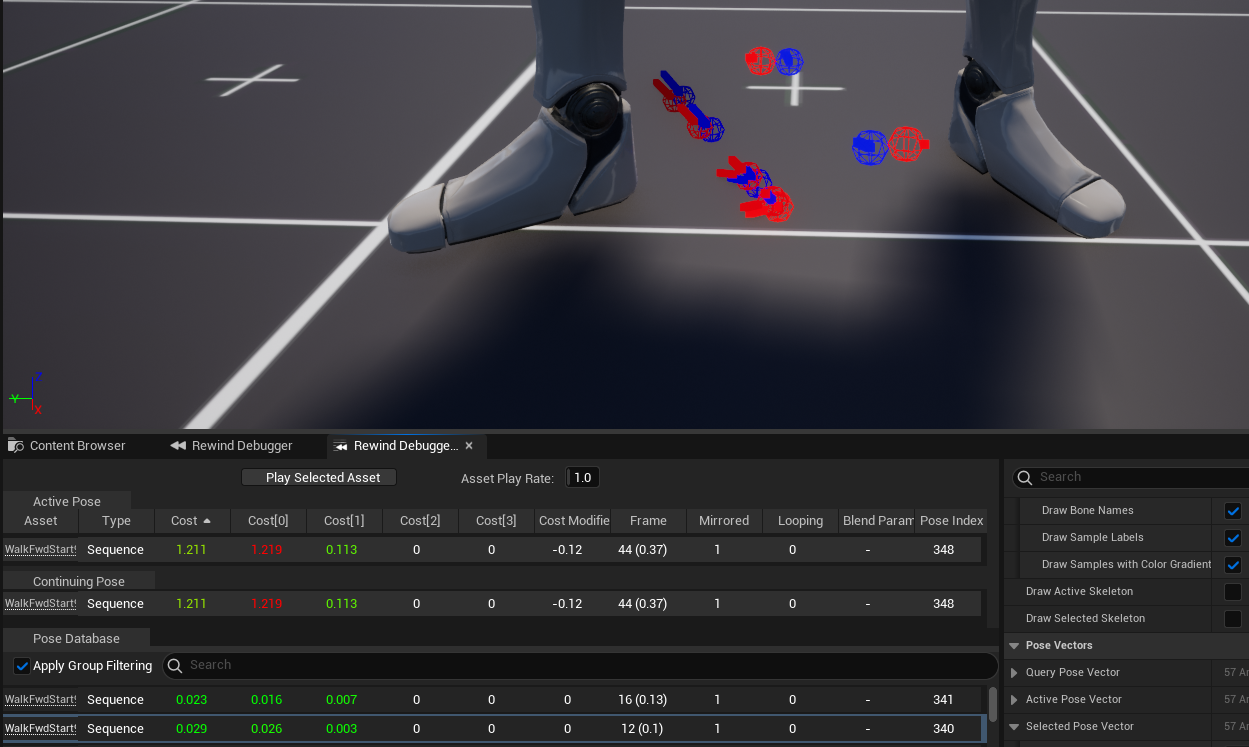 Z
Y
X
Content Browser
Rewind Debugger
Rewind Debugge...
Play Selected Asset
Asset Play Rate: 1.0
Search
Active Pose
Asset Type Cost Cost[0] Cost[1] Cost[2] Cost[3] Cost Modifie Frame Mirrored Looping Blend Param Pose Index
WalkFwdStart Sequence 1.211 1.219 0.113 0 0 -0.12 44 (0.37) 1 0 - 348
Continuing Pose
WalkFwdStart Sequence 1.211 1.219 0.113 0 0 -0.12 44 (0.37) 1 0 - 348
Pose Database
Apply Group Filtering
Search
WalkFwdStart Sequence 0.023 0.016 0.007 0 0 0 16 (0.13) 1 0 - 341
WalkFwdStart Sequence 0.029 0.026 0.003 0 0 0 12 (0.1) 1 0 - 340
Draw Bone Names
Draw Sample Labels
Draw Samples with Color Gradient
Draw Active Skeleton
Draw Selected Skeleton
Pose Vectors
Query Pose Vector 57 Ar
Active Pose Vector 57 Ar
Selected Pose Vector 57 Ar